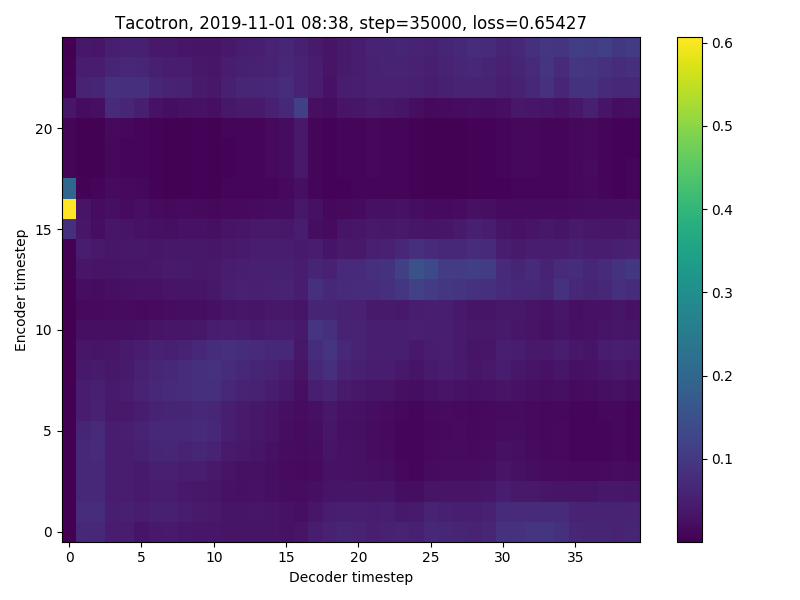 Tacotron, 2019-11-01 08:38, step=35000, loss=0.65427
Encoder timestep
20
15
10
5
0
0 5 10 15 20 25 30 35
Decoder timestep
0.6
0.5
0.4
0.3
0.2
0.1